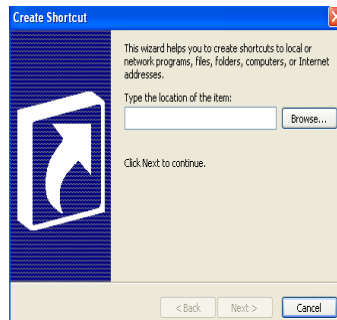 Create Shortcut
This wizard helps you to create shortcuts to local or
network programs, files, folders, computers, or Internet
addresses.
Type the location of the item:
Browse...
Click Next to continue.
< Back Next > Cancel